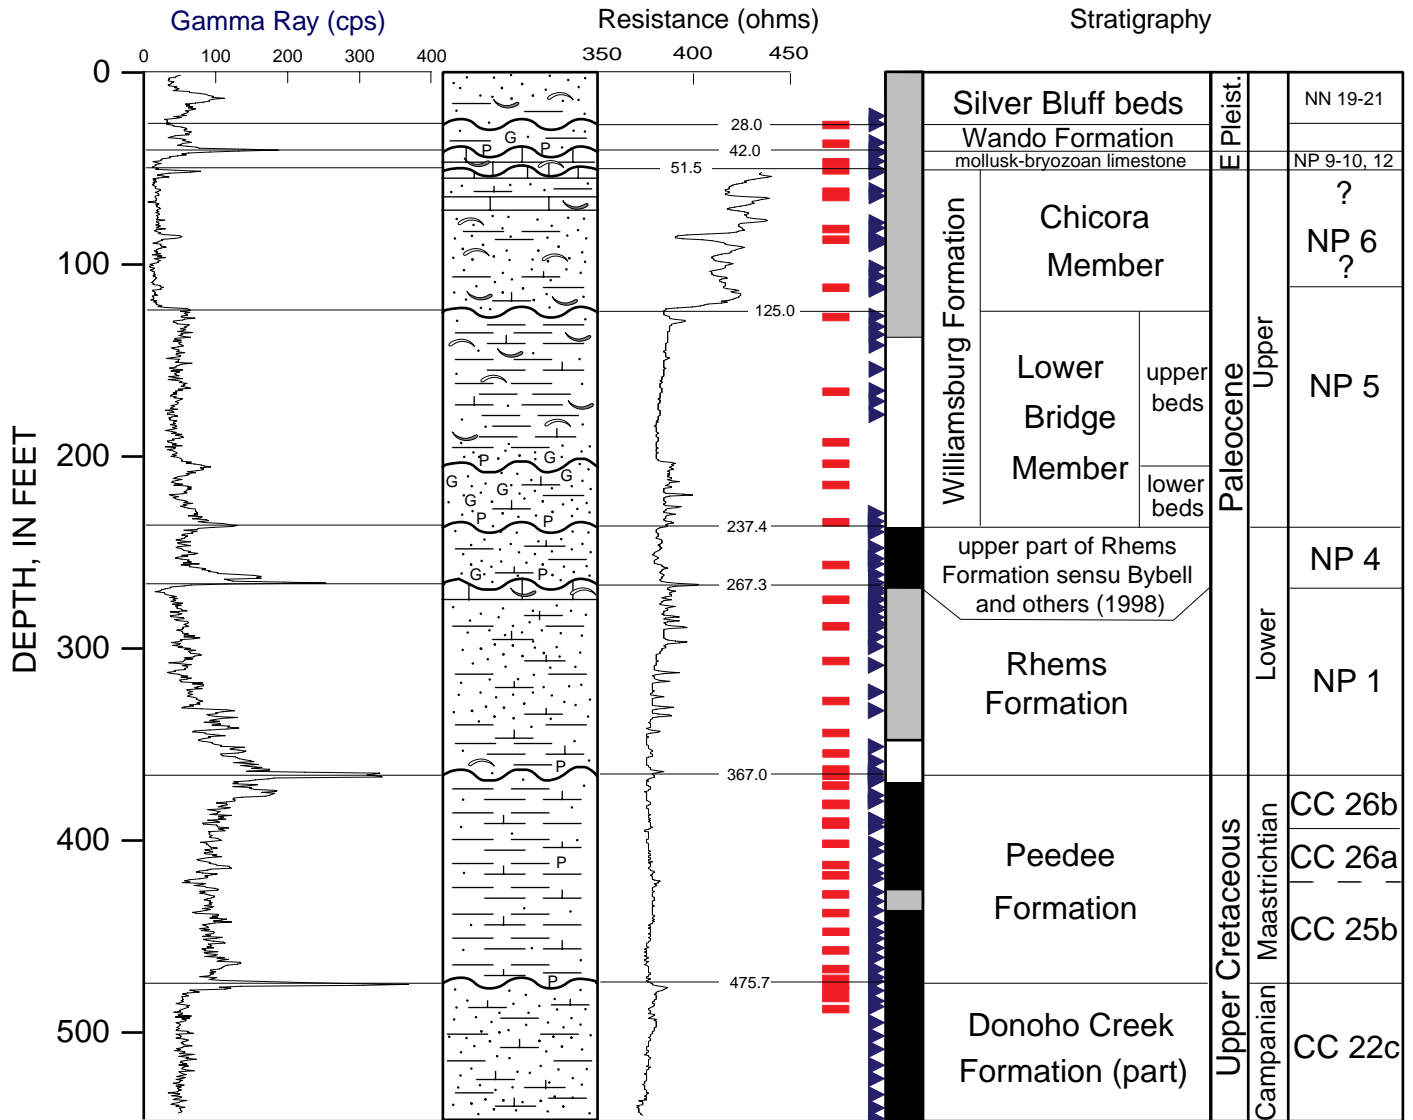 Gamma Ray (cps)
Resistance (ohms)
Stratigraphy
0 100 200 300 400
350 400 450
DEPTH, IN FEET
0
100
200
300
400
500
G
P P
G
P
G
G
G
G
P P
G P
P
P
P
28.0
42.0
51.5
125.0
237.4
267.3
367.0
475.7
Silver Bluff beds
Wando Formation
mollusk-bryozoan limestone
Williamsburg Formation
Chicora
Member
Lower
Bridge
Member
upper
beds
lower
beds
upper part of Rhems
Formation sensu Bybell
and others (1998)
Rhems
Formation
Peedee
Formation
Donoho Creek
Formation (part)
Pleist.
E
Paleocene
Upper Cretaceous
Upper
Lower
Maastrichtian
Campanian
NN 19-21
NP 9-10, 12
?
NP 6
?
NP 5
NP 4
NP 1
CC 26b
CC 26a
CC 25b
CC 22c